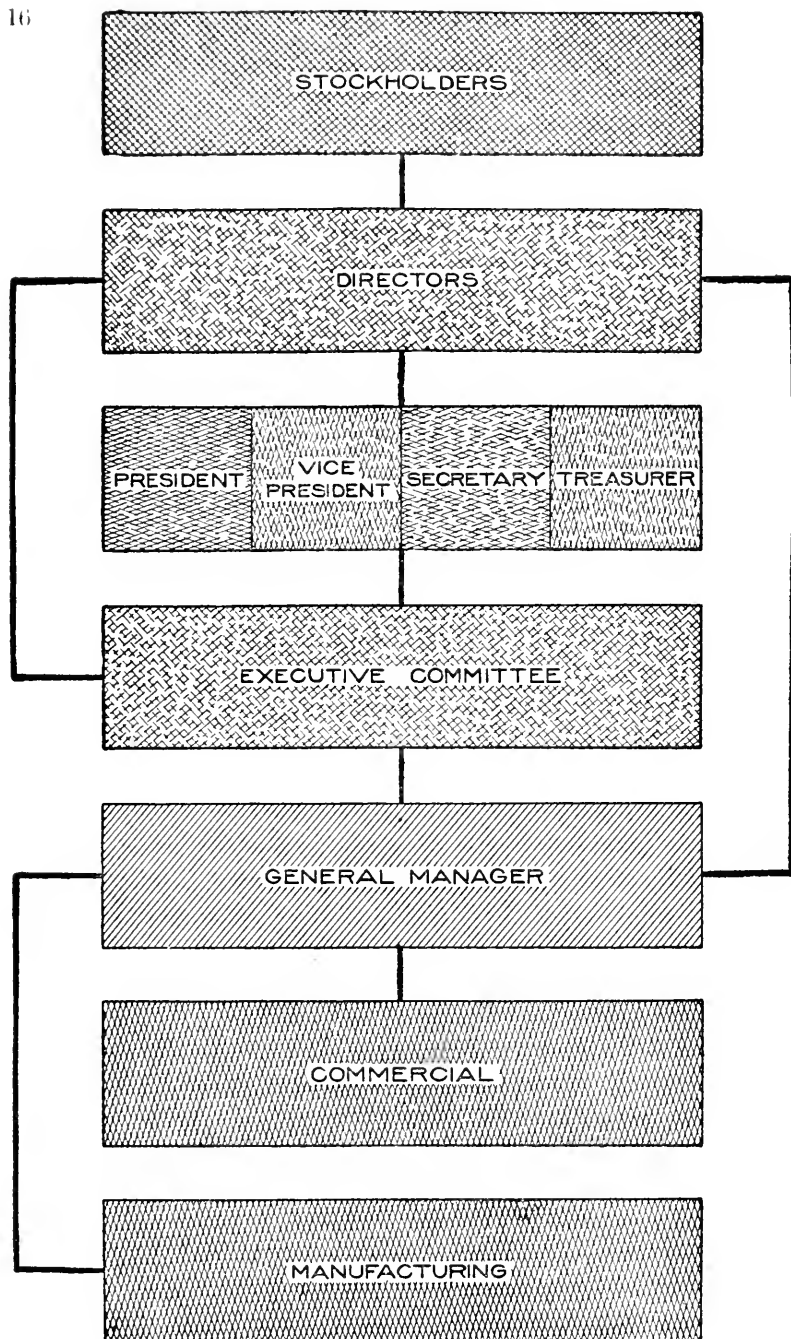 16
STOCKHOLDERS
DIRECTORS
PRESIDENT
VICE
PRESIDENT
SECRETARY
TREASURER
EXECUTIVE COMMITTEE
GENERAL MANAGER
COMMERCIAL
MANUFACTURING